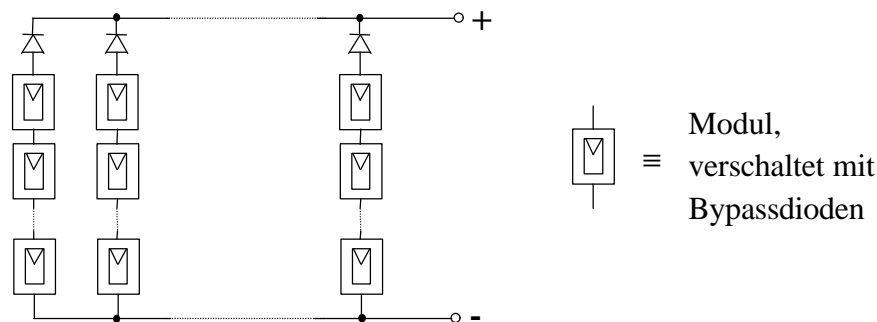 +
≡ Modul,
verschaltet mit
Bypassdioden
-